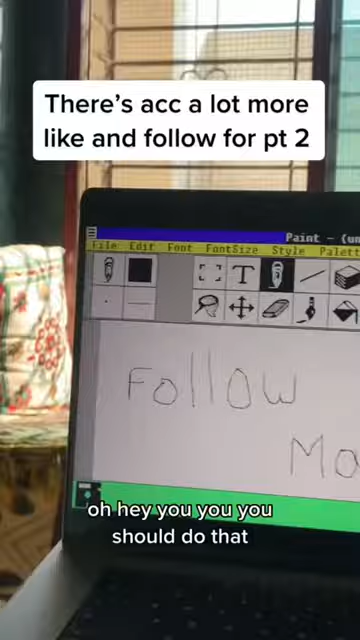 There's acc a lot more
like and follow for pt 2
Paint - (un
File Edit Font FontSize Style Palett
T
Follow
Mo
oh hey you you you
should do that